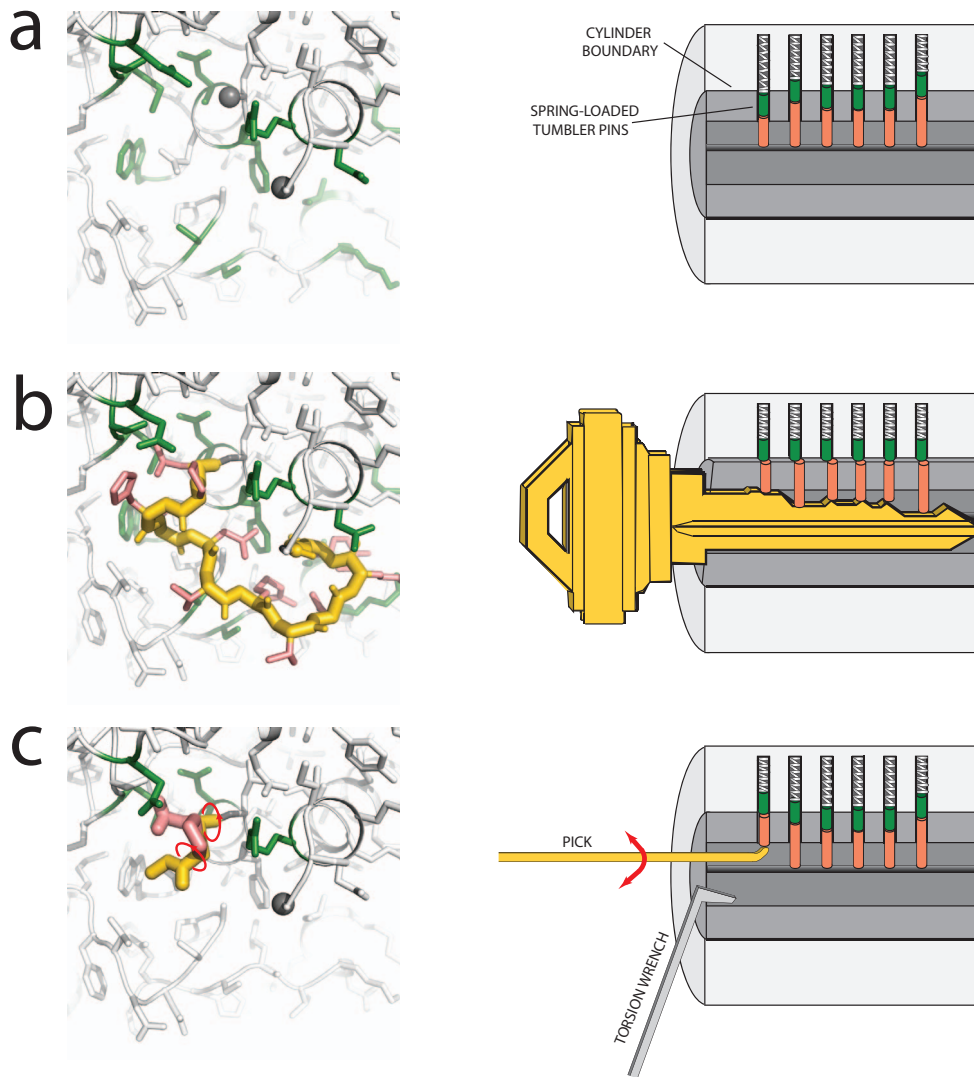 a
CYLINDER
BOUNDARY
SPRING-LOADED
TUMBLER PINS
b
c
PICK
TORSION WRENCH